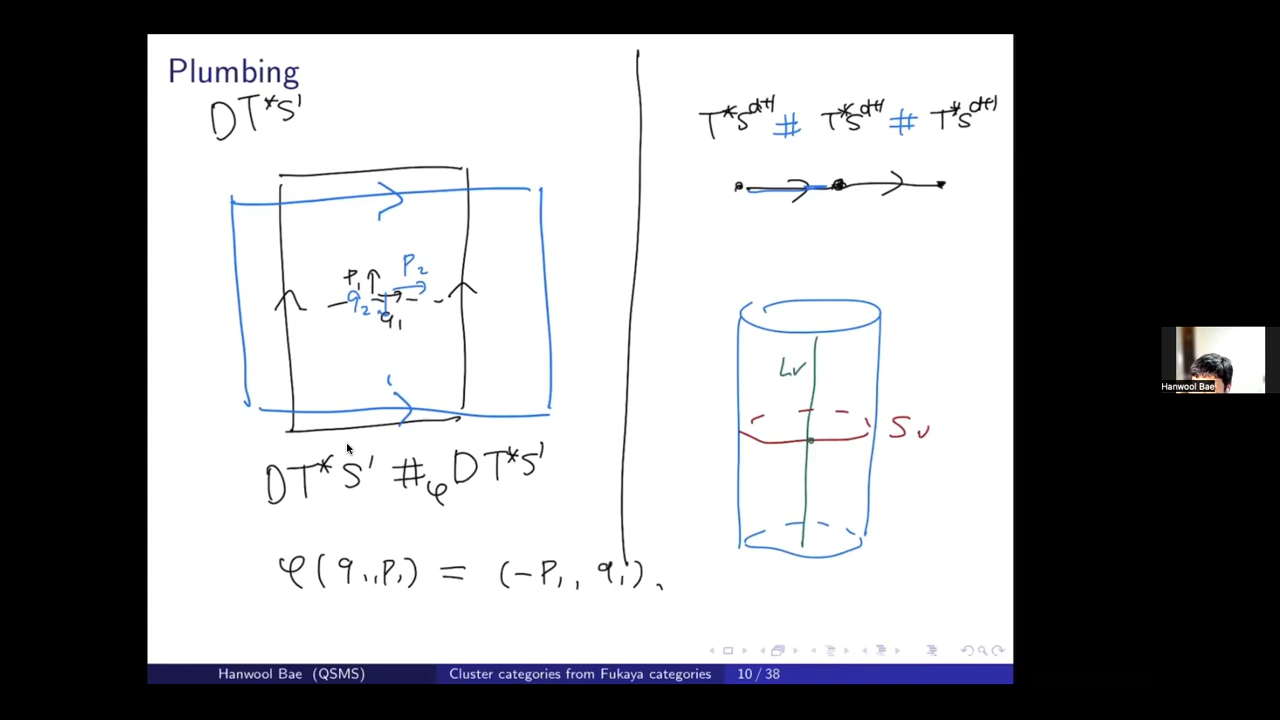 Plumbing
DT*S¹
P₁
P₂
q₂
q₁
DT*S¹ #φ DT*S¹
φ(q₁,P₁) = (-P₁, q₁).
T*S^{d+1} # T*S^{d+1} # T*S^{d+1}
Lv
Sv
Hanwool Bae
Hanwool Bae (QSMS)
Cluster categories from Fukaya categories
10 / 38